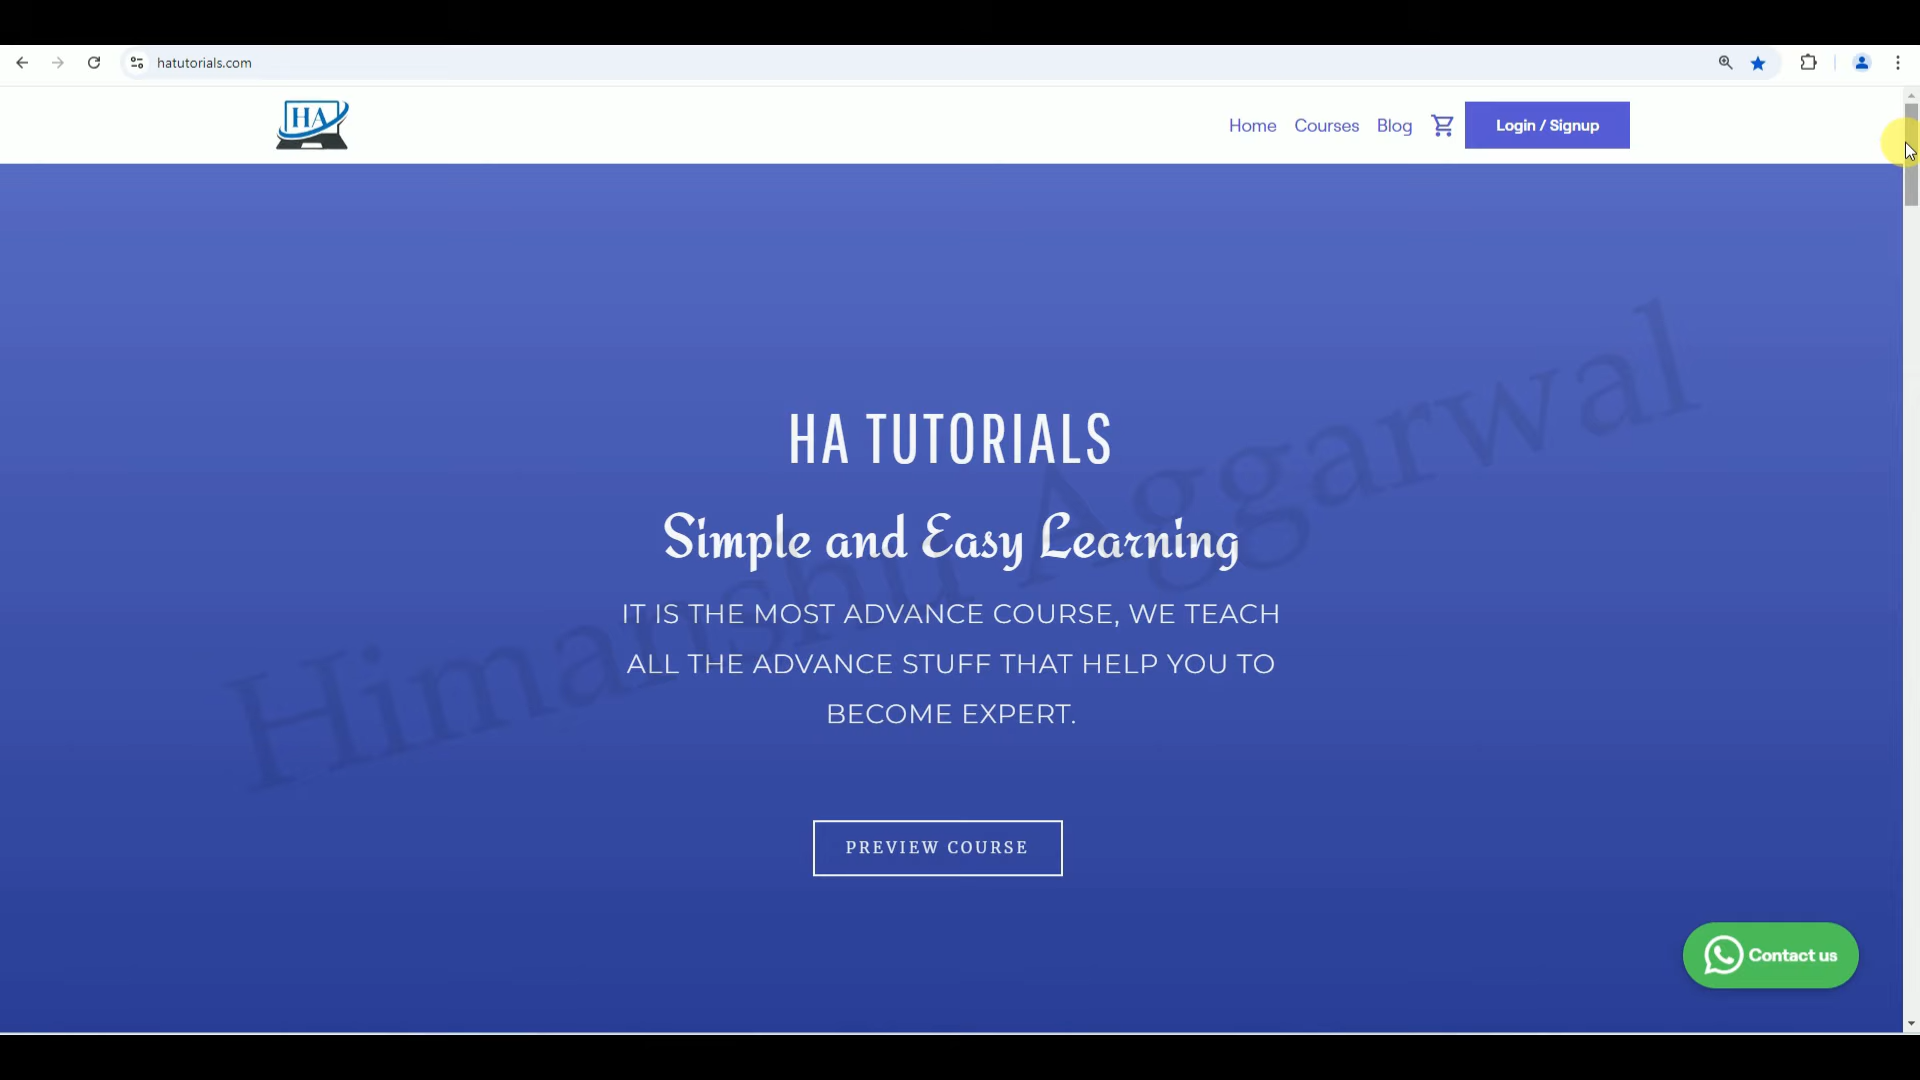 hatutorials.com
HA
Home Courses Blog Login / Signup
HA TUTORIALS
Simple and Easy Learning
IT IS THE MOST ADVANCE COURSE, WE TEACH
ALL THE ADVANCE STUFF THAT HELP YOU TO
BECOME EXPERT.
Himanshu Aggarwal
PREVIEW COURSE
Contact us